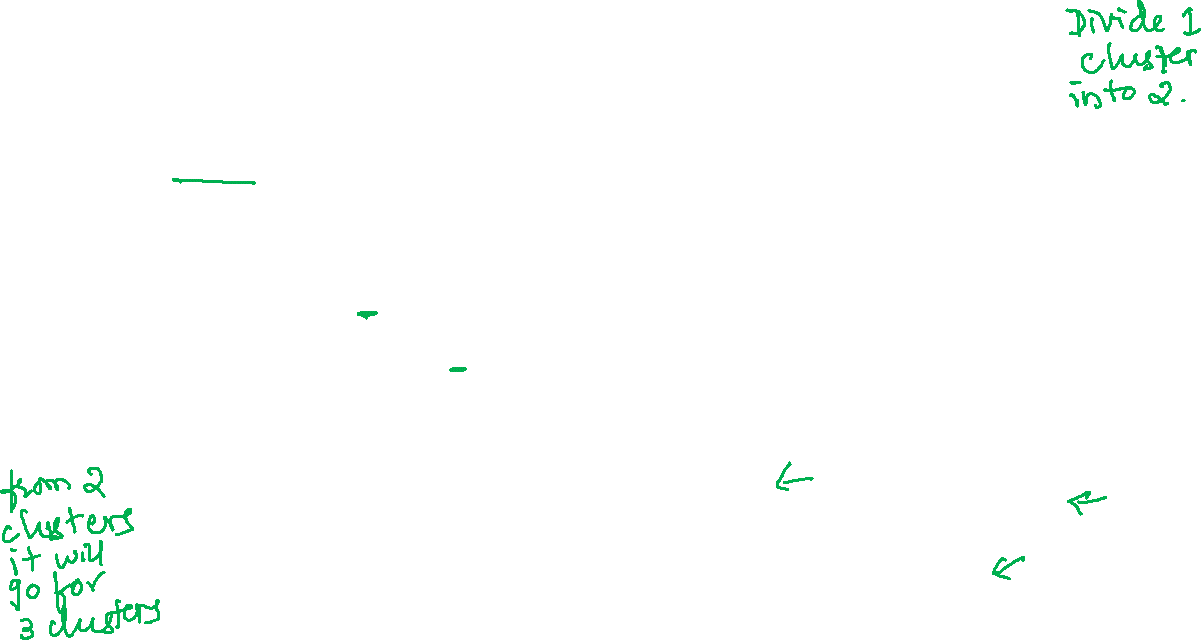 Divide 1
cluster
into 2.
from 2
clusters
it will
go for
3 clusters